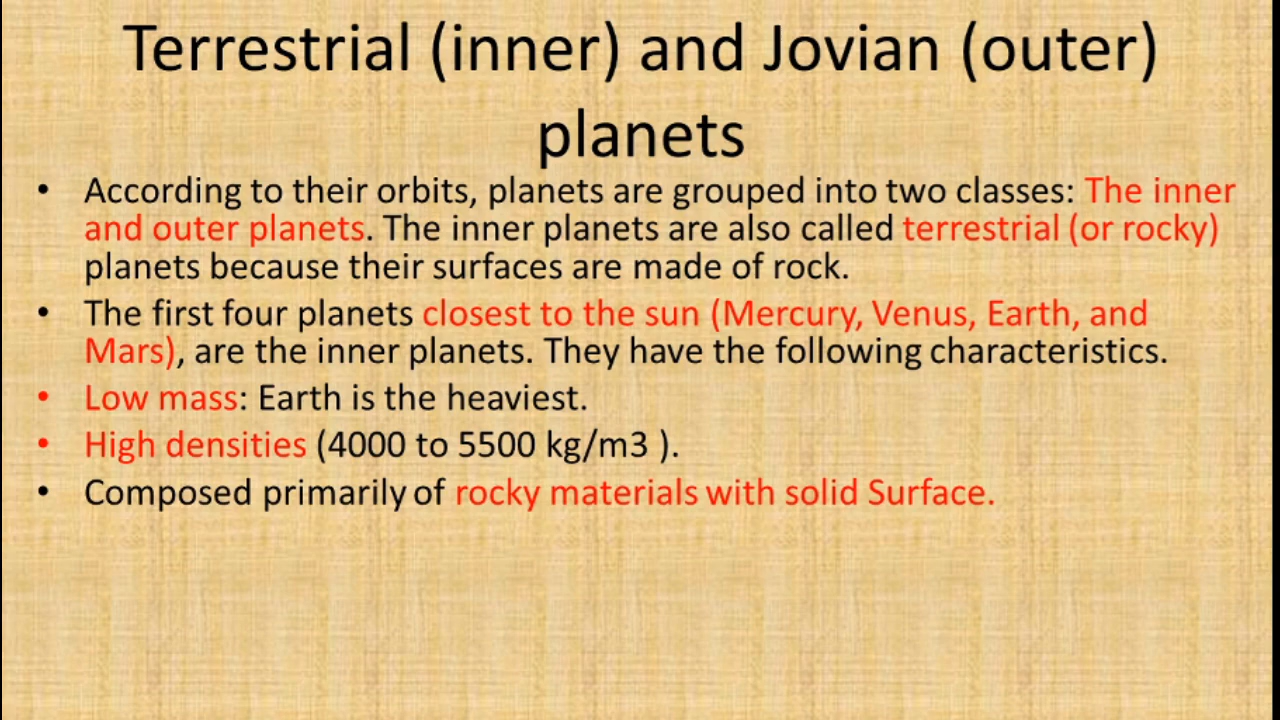 Terrestrial (inner) and Jovian (outer)
planets
• According to their orbits, planets are grouped into two classes: The inner
and outer planets. The inner planets are also called terrestrial (or rocky)
planets because their surfaces are made of rock.
• The first four planets closest to the sun (Mercury, Venus, Earth, and
Mars), are the inner planets. They have the following characteristics.
• Low mass: Earth is the heaviest.
• High densities (4000 to 5500 kg/m3 ).
• Composed primarily of rocky materials with solid Surface.